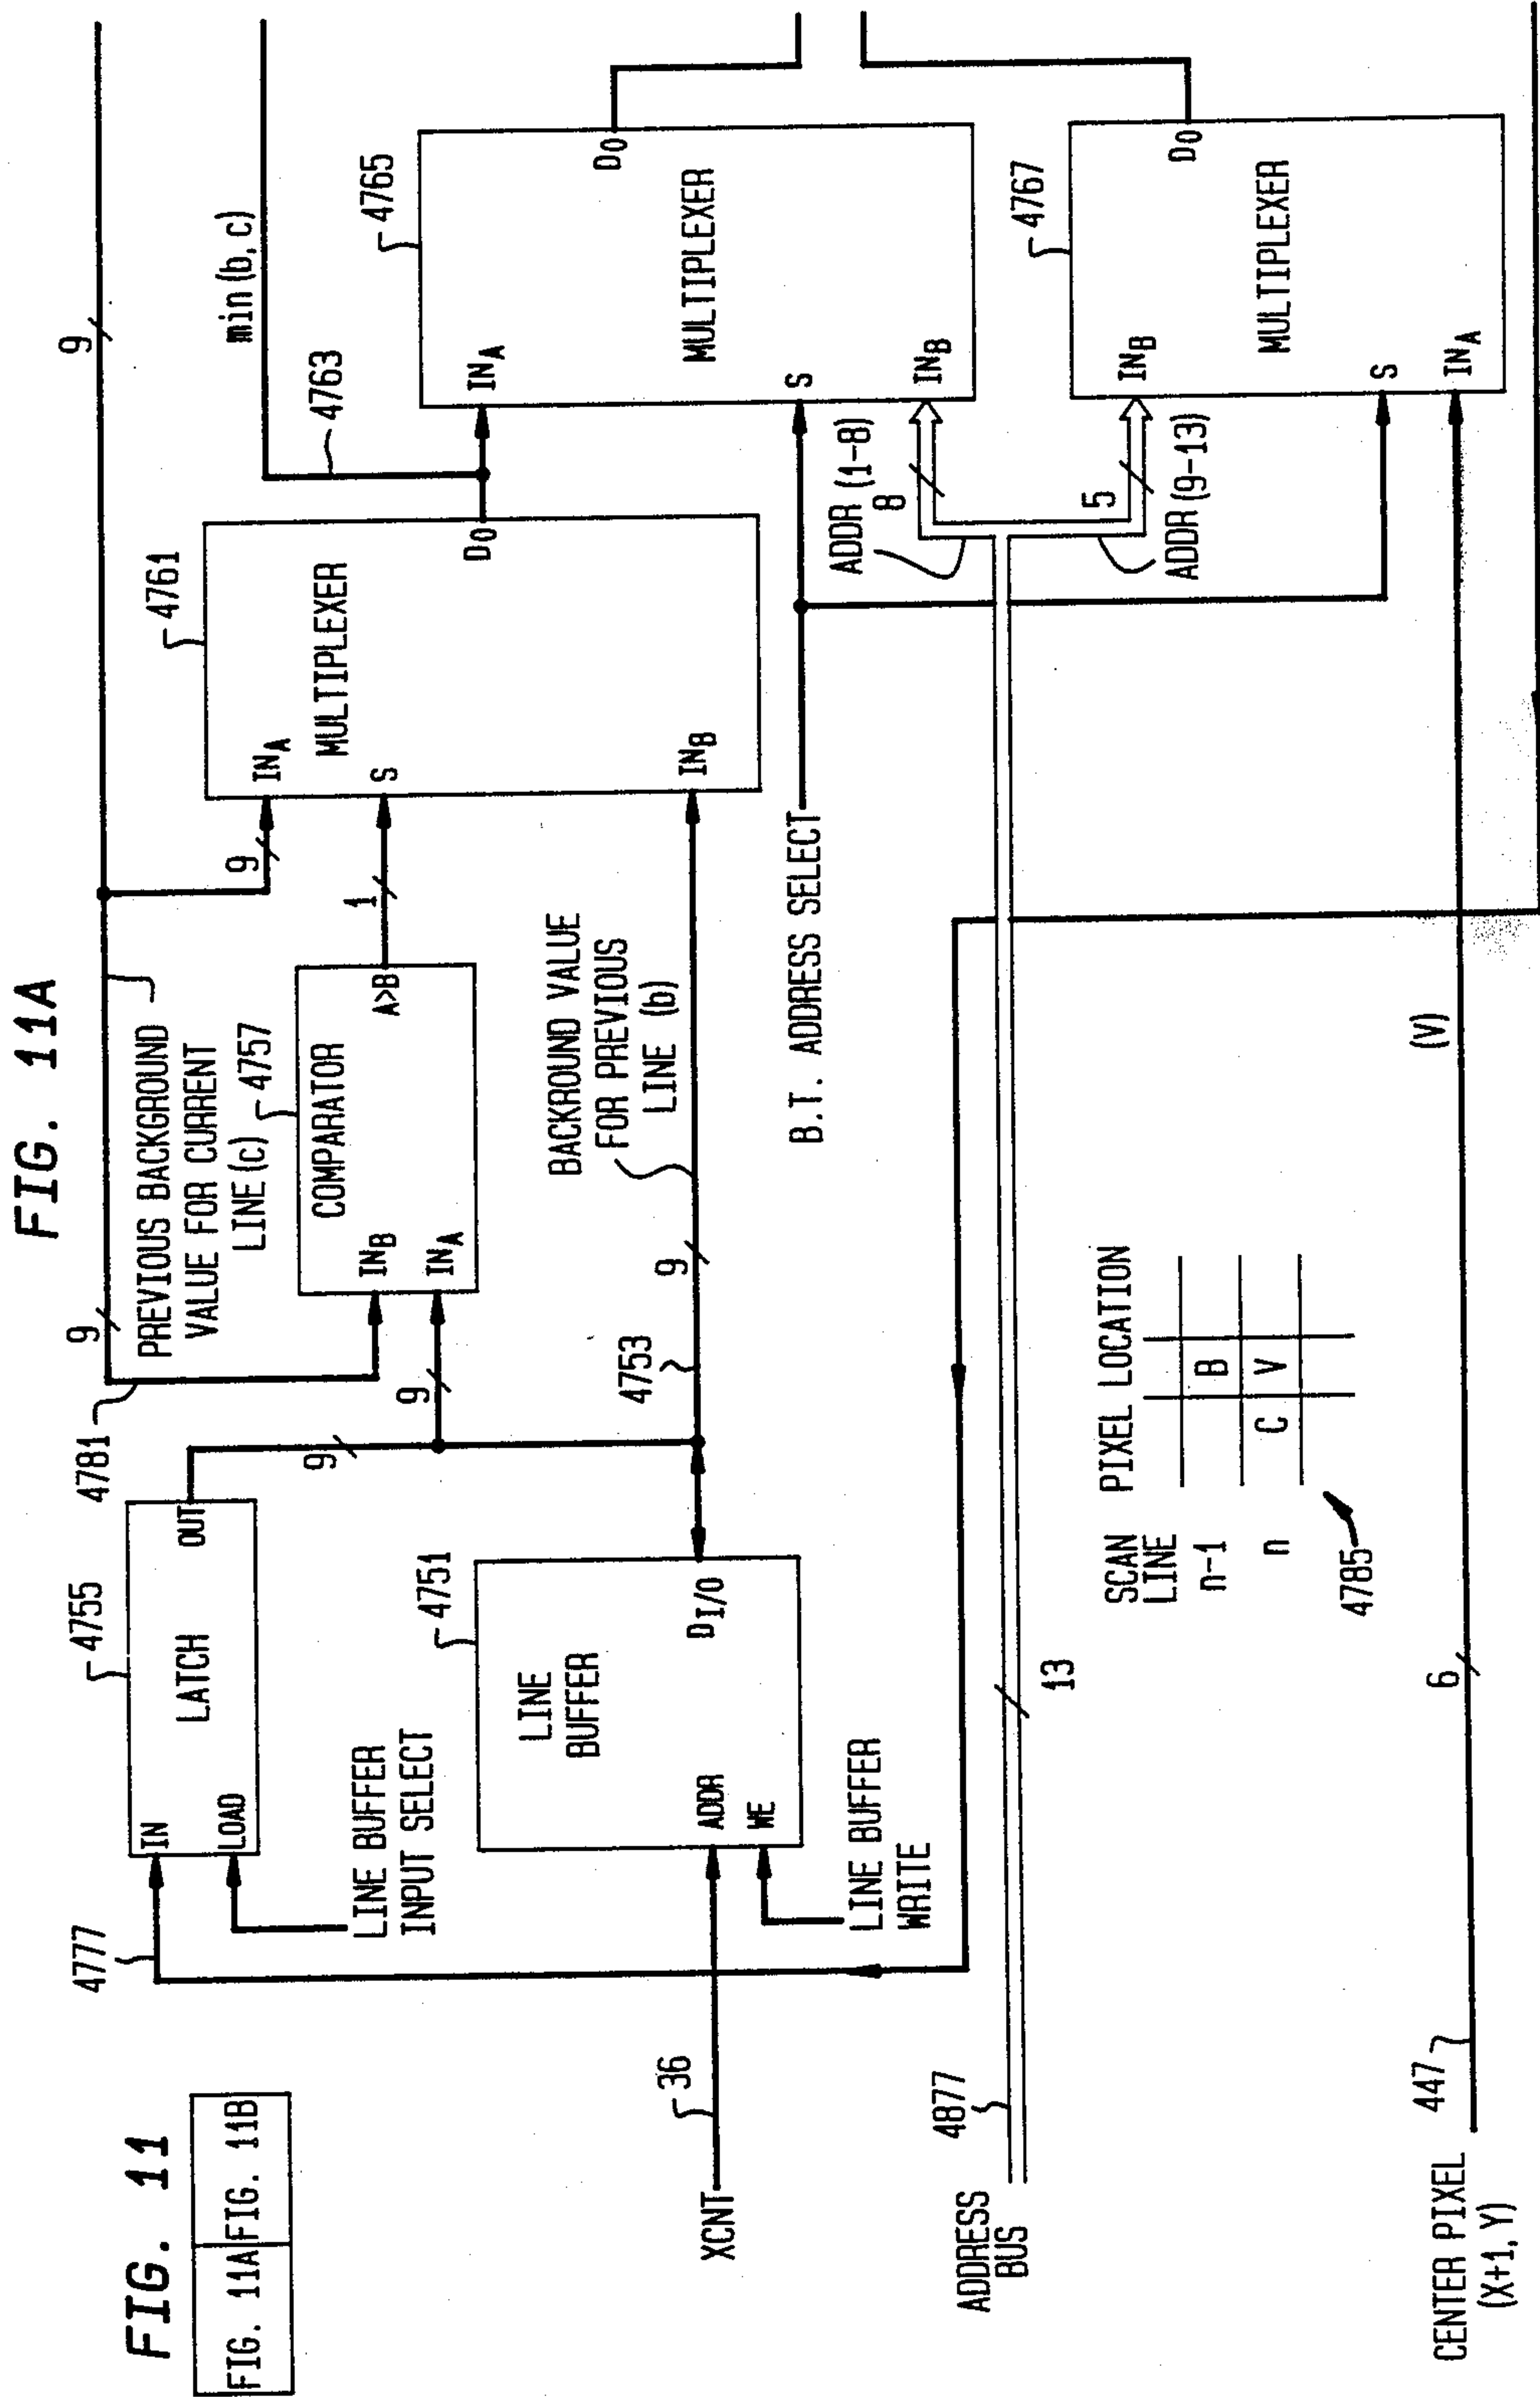 FIG. 11
FIG. 11A
FIG. 11B
FIG. 11A
4777
4755
IN
LOAD
LATCH
OUT
LINE BUFFER
INPUT SELECT
4781
9
9
PREVIOUS BACKGROUND
VALUE FOR CURRENT
LINE (c)
4757
9
9
INB
INA
COMPARATOR
A>B
1
9
4761
INA
S
INB
MULTIPLEXER
DO
4763
min (b, c)
XCNT
36
4751
LINE
BUFFER
ADDR
WE
DI/O
LINE BUFFER
WRITE
4753
9
BACKROUND VALUE
FOR PREVIOUS
LINE (b)
B.T. ADDRESS SELECT
4765
INA
S
INB
MULTIPLEXER
DO
ADDR (1-8)
8
5
ADDR (9-13)
4767
INB
S
INA
MULTIPLEXER
DO
ADDRESS
BUS
4877
13
SCAN
LINE
PIXEL LOCATION
n-1
B
n
C V
4785
CENTER PIXEL
(X+1, Y)
447
6
(V)